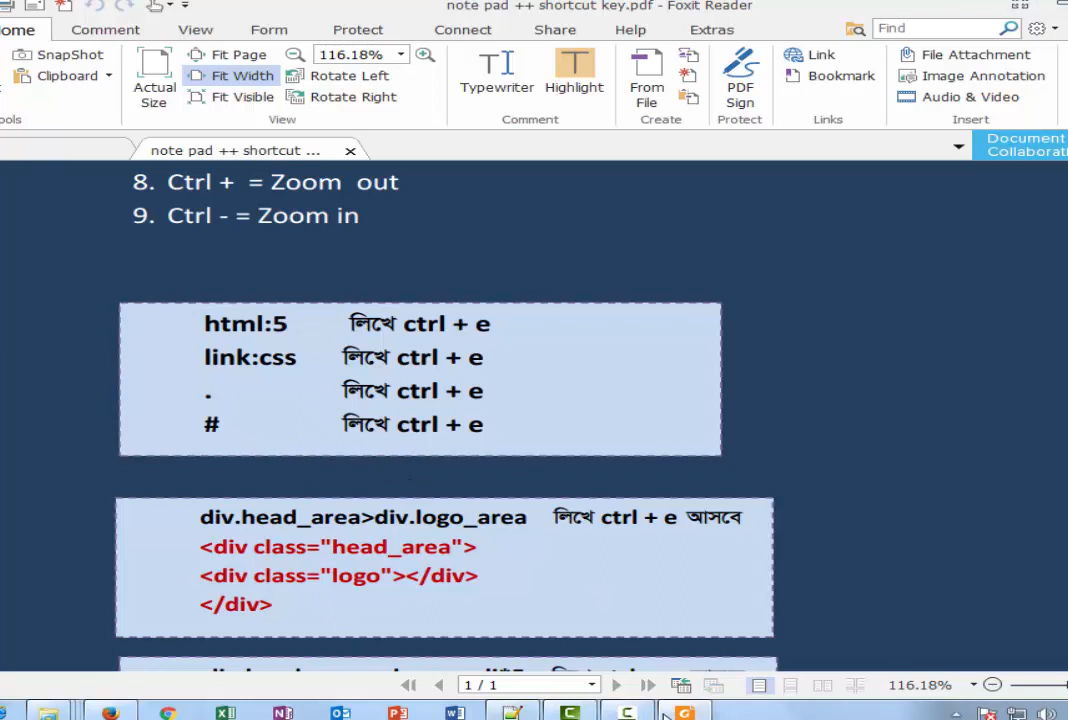 note pad ++ shortcut key.pdf - Foxit Reader
Comment View Form Protect Connect Share Help Extras Find
SnapShot
Clipboard
Actual Size
Fit Page
Fit Width
Fit Visible
116.18%
Rotate Left
Rotate Right
View
Typewriter
Highlight
Comment
From File
Create
PDF Sign
Protect
Link
Bookmark
Links
File Attachment
Image Annotation
Audio & Video
Insert
note pad ++ shortcut ...
Document
8. Ctrl + = Zoom out
9. Ctrl - = Zoom in
html:5 লিখে ctrl + e
link:css লিখে ctrl + e
. লিখে ctrl + e
# লিখে ctrl + e
div.head_area>div.logo_area লিখে ctrl + e আসবে
<div class="head_area">
<div class="logo"></div>
</div>
1 / 1
116.18%